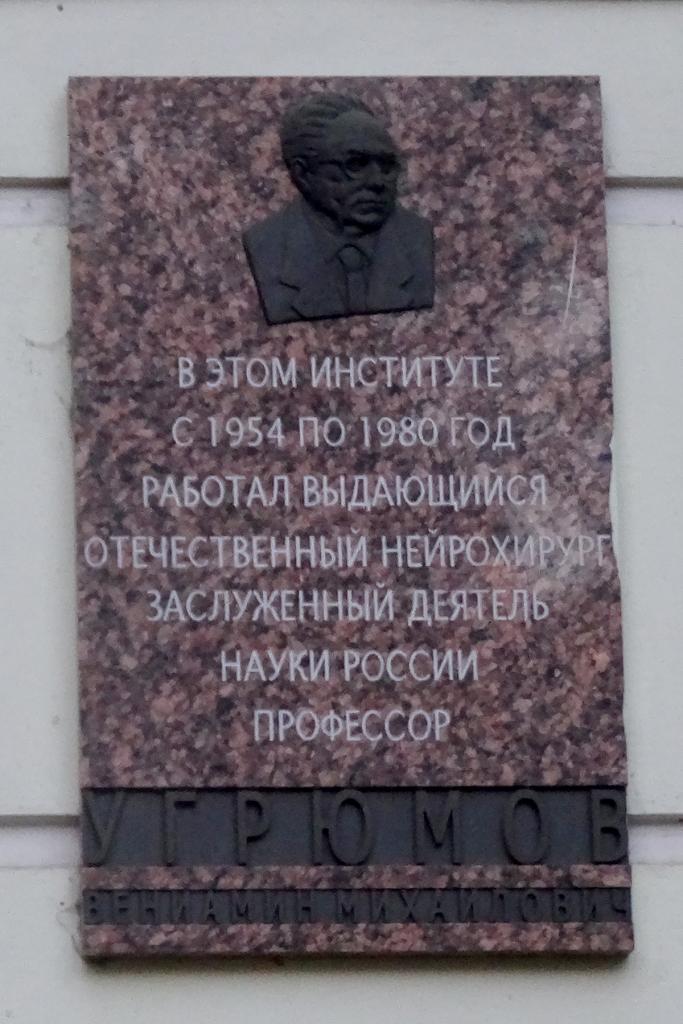 В ЭТОМ ИНСТИТУТЕ
С 1954 ПО 1980 ГОД
РАБОТАЛ ВЫДАЮЩИЙСЯ
ОТЕЧЕСТВЕННЫЙ НЕЙРОХИРУРГ
ЗАСЛУЖЕННЫЙ ДЕЯТЕЛЬ
НАУКИ РОССИИ
ПРОФЕССОР
УГРЮМОВ
ВЕНИАМИН МИХАЙЛОВИЧ